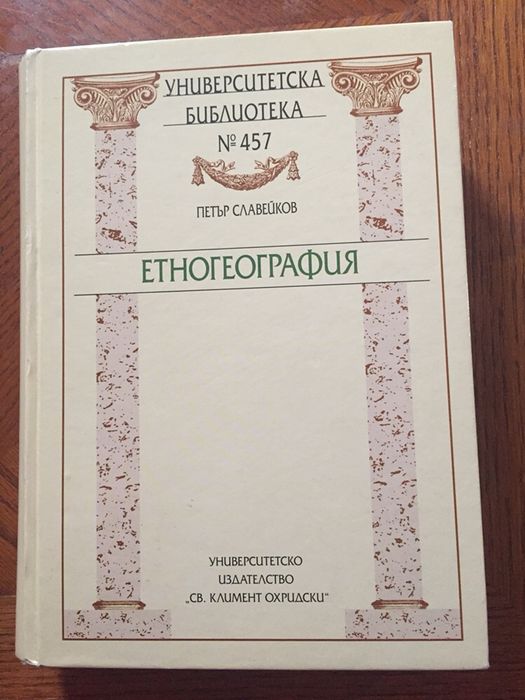 УНИВЕРСИТЕТСКА
БИБЛИОТЕКА
№ 457
ПЕТЪР СЛАВЕЙКОВ
ЕТНОГЕОГРАФИЯ
УНИВЕРСИТЕТСКО
ИЗДАТЕЛСТВО
„СВ. КЛИМЕНТ ОХРИДСКИ“